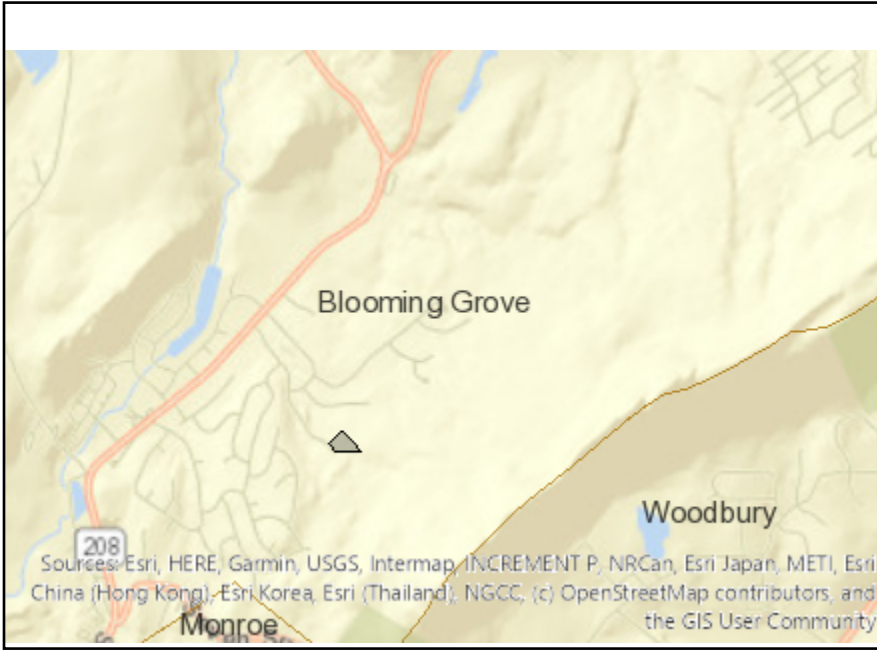 Blooming Grove
Woodbury
208
Sources: Esri, HERE, Garmin, USGS, Intermap, INCREMENT P, NRCan, Esri Japan, METI, Esri
China (Hong Kong), Esri Korea, Esri (Thailand), NGCC, (c) OpenStreetMap contributors, and
the GIS User Community
Monroe